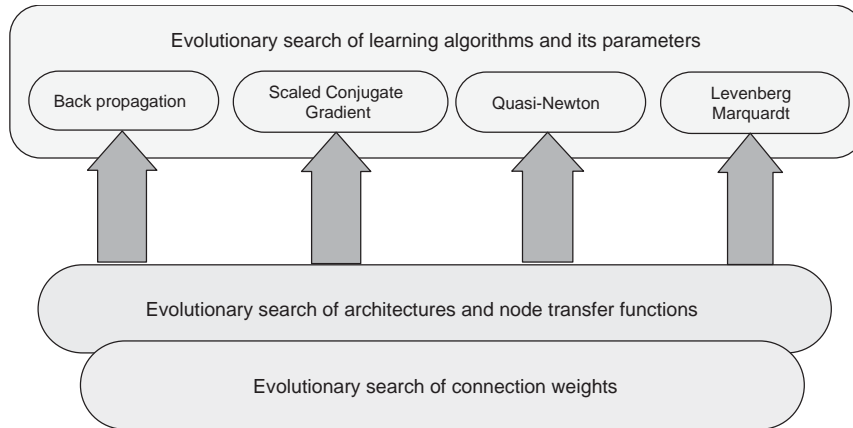 Evolutionary search of learning algorithms and its parameters
Back propagation
Scaled Conjugate
Gradient
Quasi-Newton
Levenberg
Marquardt
Evolutionary search of architectures and node transfer functions
Evolutionary search of connection weights